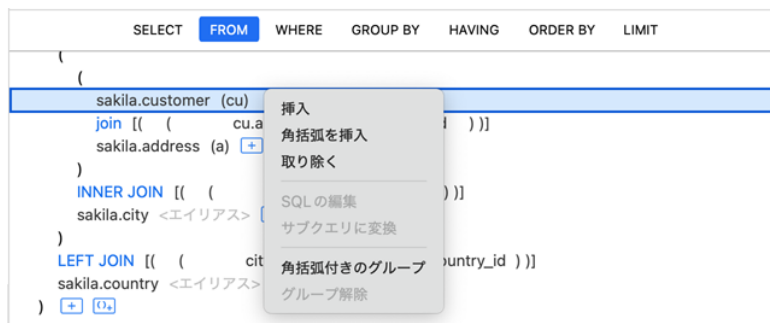 SELECT FROM WHERE GROUP BY HAVING ORDER BY LIMIT
(
(
sakila.customer (cu)
join [( ( cu.a ) )]
sakila.address (a) +
)
INNER JOIN [( ( ) )]
sakila.city <エイリアス>
)
LEFT JOIN [( ( cit ountry_id ) )]
sakila.country <エイリアス>
) + ()+
挿入
角括弧を挿入
取り除く
SQLの編集
サブクエリに変換
角括弧付きのグループ
グループ解除